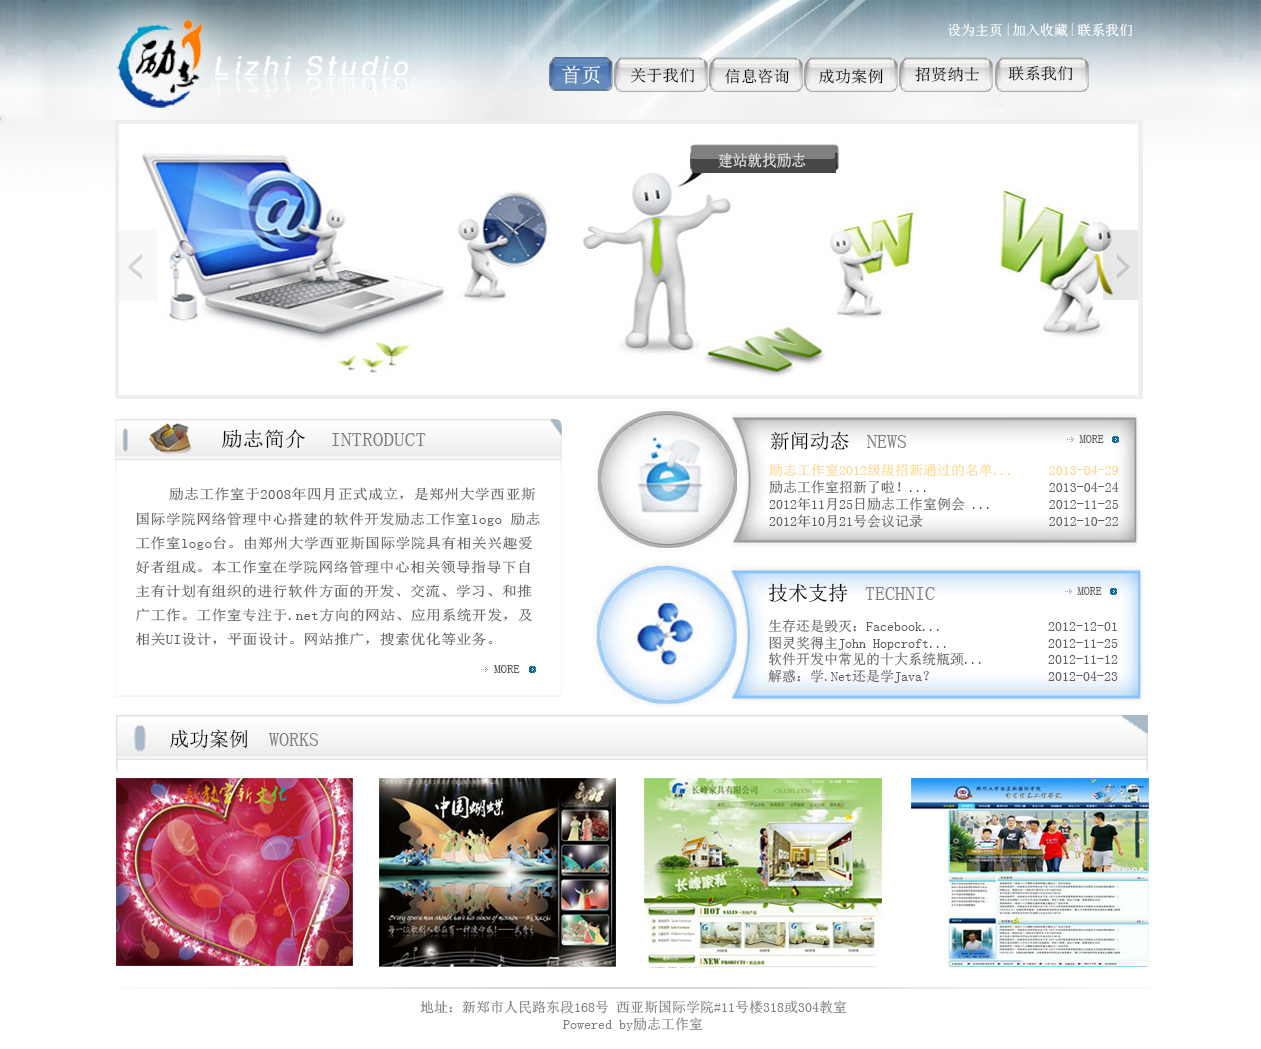 设为主页|加入收藏|联系我们
励志
Lizhi Studio
首页
关于我们
信息咨询
成功案例
招贤纳士
联系我们
建站就找励志
励志简介 INTRODUCT
励志工作室于2008年四月正式成立，是郑州大学西亚斯
国际学院网络管理中心搭建的软件开发励志工作室logo 励志
工作室logo台。由郑州大学西亚斯国际学院具有相关兴趣爱
好者组成。本工作室在学院网络管理中心相关领导指导下自
主有计划有组织的进行软件方面的开发、交流、学习、和推
广工作。工作室专注于.net方向的网站、应用系统开发，及
相关UI设计，平面设计。网站推广，搜索优化等业务。
MORE
新闻动态 NEWS
MORE
励志工作室2012级级招新通过的名单... 2013-04-29
励志工作室招新了啦！... 2013-04-24
2012年11月25日励志工作室例会 ... 2012-11-25
2012年10月21号会议记录 2012-10-22
技术支持 TECHNIC
MORE
生存还是毁灭：Facebook... 2012-12-01
图灵奖得主John Hopcroft... 2012-11-25
软件开发中常见的十大系统瓶颈... 2012-11-12
解惑：学.Net还是学Java？ 2012-04-23
成功案例 WORKS
新教室新文化
中国蝴蝶
长峰家具有限公司
CHANG FENG
长峰家私
HOT SALES
NEW PRODUCTS
地址：新郑市人民路东段168号 西亚斯国际学院#11号楼318或304教室
Powered by励志工作室